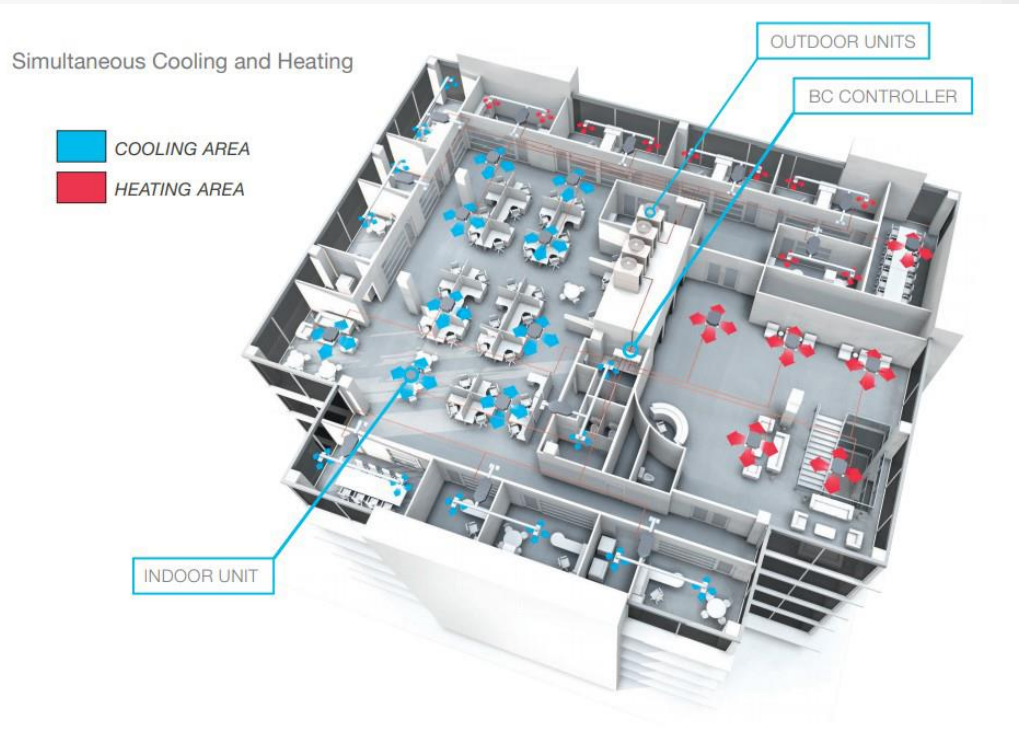 Simultaneous Cooling and Heating
COOLING AREA
HEATING AREA
OUTDOOR UNITS
BC CONTROLLER
INDOOR UNIT